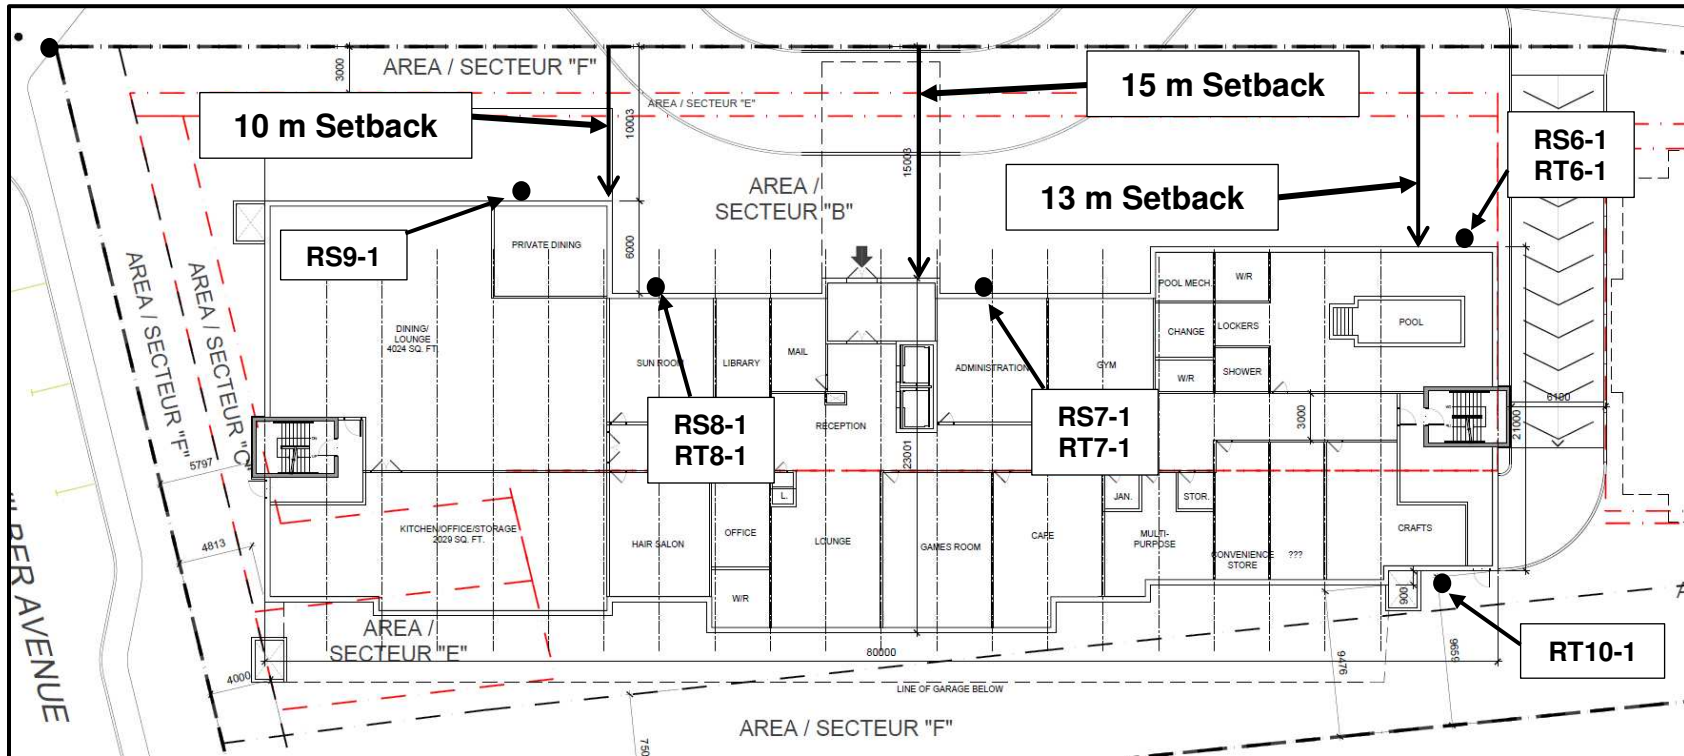 AREA / SECTEUR "F"
3000
10 m Setback
AREA / SECTEUR "E"
10003
15 m Setback
15003
RS6-1
RT6-1
AREA /
SECTEUR "B"
13 m Setback
RS9-1
PRIVATE DINING
6000
AREA / SECTEUR "F"
AREA / SECTEUR "C"
DINING/
LOUNGE
4024 SQ. FT.
SUN ROOM
LIBRARY
MAIL
ADMINISTRATION
GYM
POOL MECH.
W/R
CHANGE
LOCKERS
W/R
SHOWER
POOL
RS8-1
RT8-1
RECEPTION
RS7-1
RT7-1
3000
6100
21000
23001
5797
4813
4000
KITCHEN/OFFICE/STORAGE
2029 SQ. FT.
HAIR SALON
OFFICE
W/R
L.
LOUNGE
GAMES ROOM
CAFE
JAN.
STOR.
MULTI-
PURPOSE
CONVENIENCE
STORE
???
CRAFTS
906
AREA /
SECTEUR "E"
80000
LINE OF GARAGE BELOW
9476
9659
RT10-1
AREA / SECTEUR "F"
AVENUE